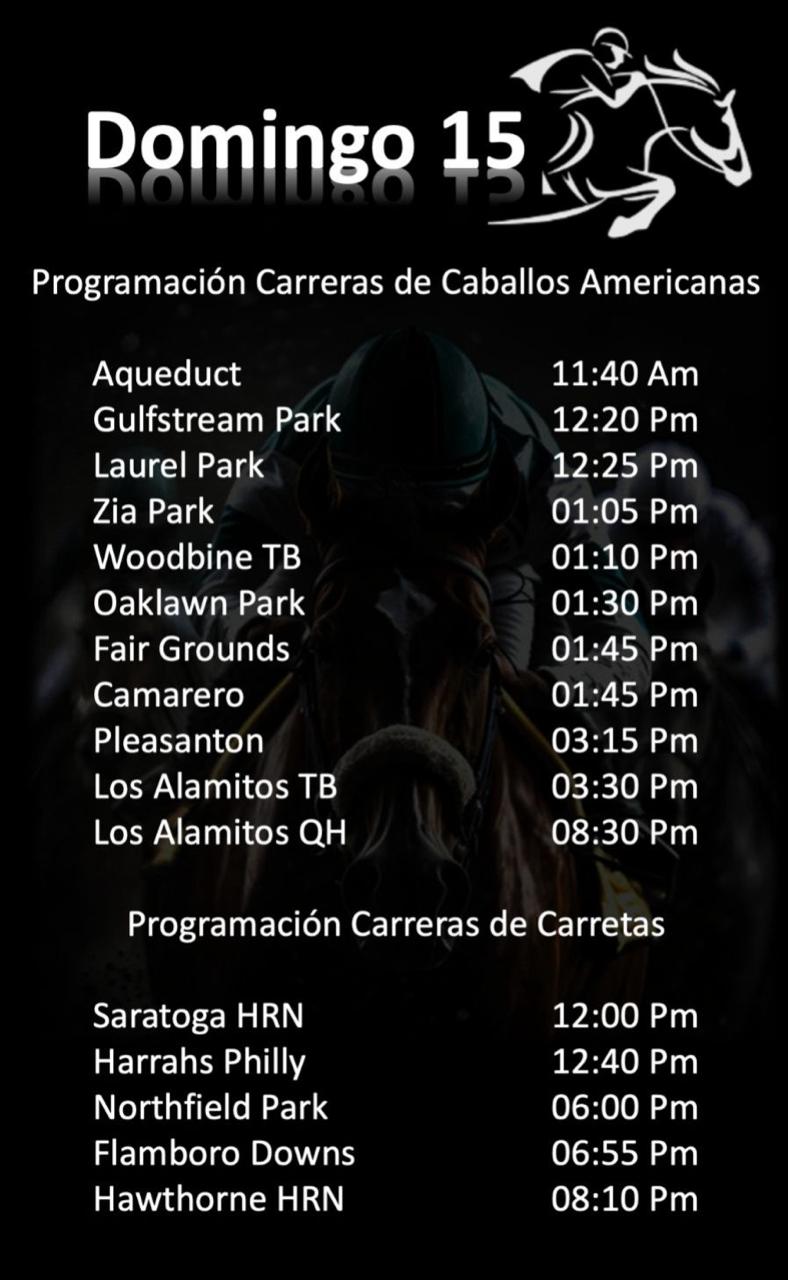 Domingo 15
Programación Carreras de Caballos Americanas
Aqueduct 11:40 Am
Gulfstream Park 12:20 Pm
Laurel Park 12:25 Pm
Zia Park 01:05 Pm
Woodbine TB 01:10 Pm
Oaklawn Park 01:30 Pm
Fair Grounds 01:45 Pm
Camarero 01:45 Pm
Pleasanton 03:15 Pm
Los Alamitos TB 03:30 Pm
Los Alamitos QH 08:30 Pm
Programación Carreras de Carretas
Saratoga HRN 12:00 Pm
Harrahs Philly 12:40 Pm
Northfield Park 06:00 Pm
Flamboro Downs 06:55 Pm
Hawthorne HRN 08:10 Pm